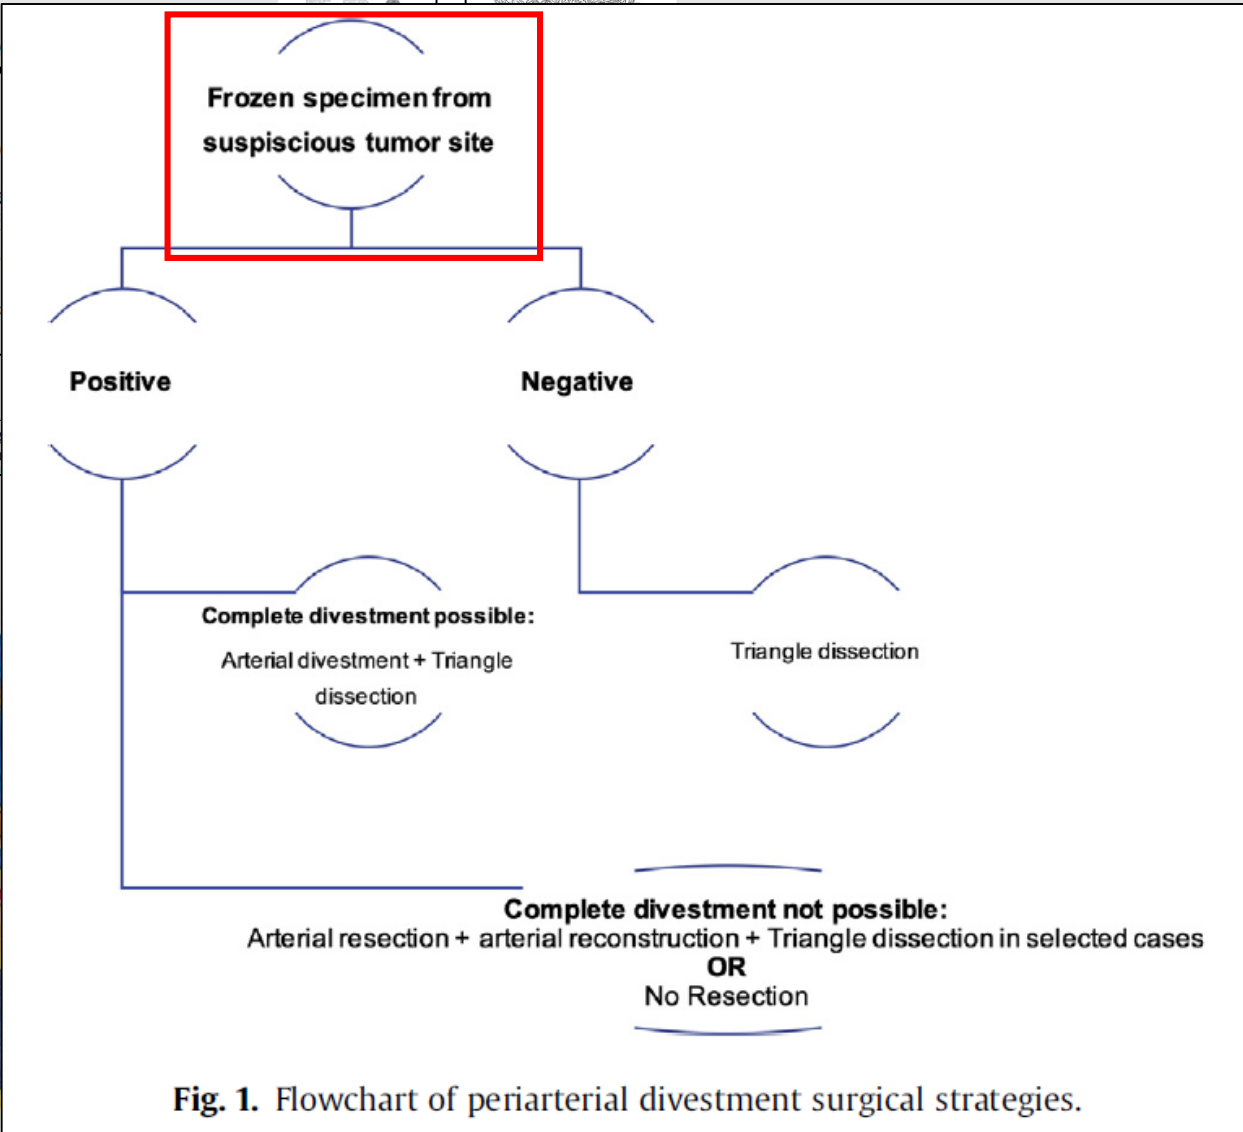 Frozen specimen from
suspiscious tumor site
Positive
Negative
Complete divestment possible:
Arterial divestment + Triangle
dissection
Triangle dissection
Complete divestment not possible:
Arterial resection + arterial reconstruction + Triangle dissection in selected cases
OR
No Resection
Fig. 1. Flowchart of periarterial divestment surgical strategies.